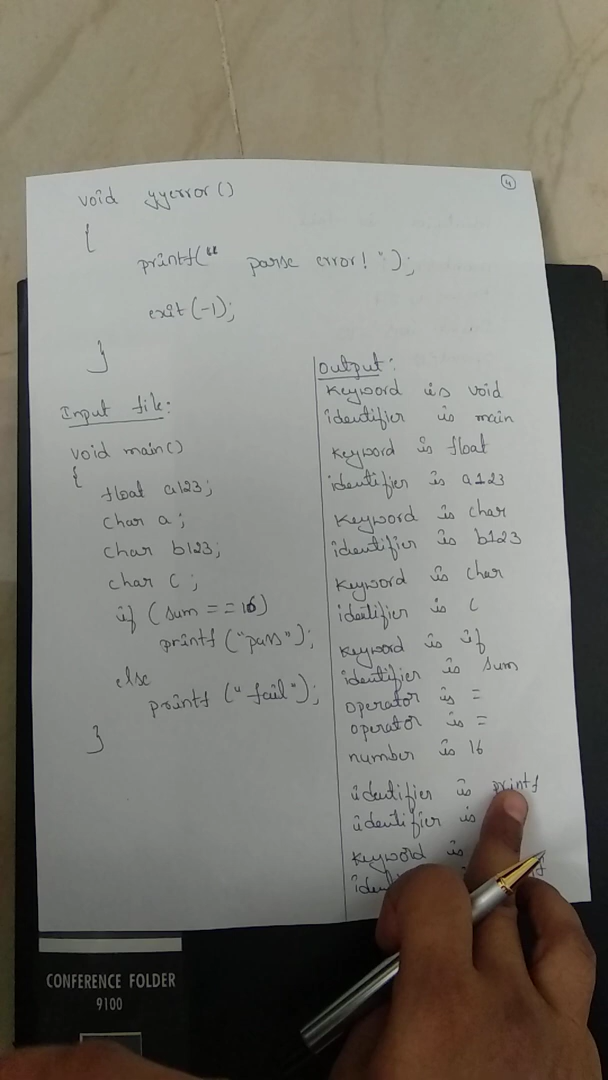 4
void yyerror()
{
printf(" parse error! ");
exit(-1);
}
Input file:
void main()
{
float a123;
char a;
char b123;
char c;
if (sum == 16)
printf ("pass");
else
printf (" fail");
}
Output:
Keyword is void
identifier is main
Keyword is float
identifier is a123
Keyword is char
identifier is b123
Keyword is char
identifier is c
Keyword is if
identifier is sum
operator is =
operator is =
number is 16
identifier is printf
identifier is
Keyword is
CONFERENCE FOLDER
9100